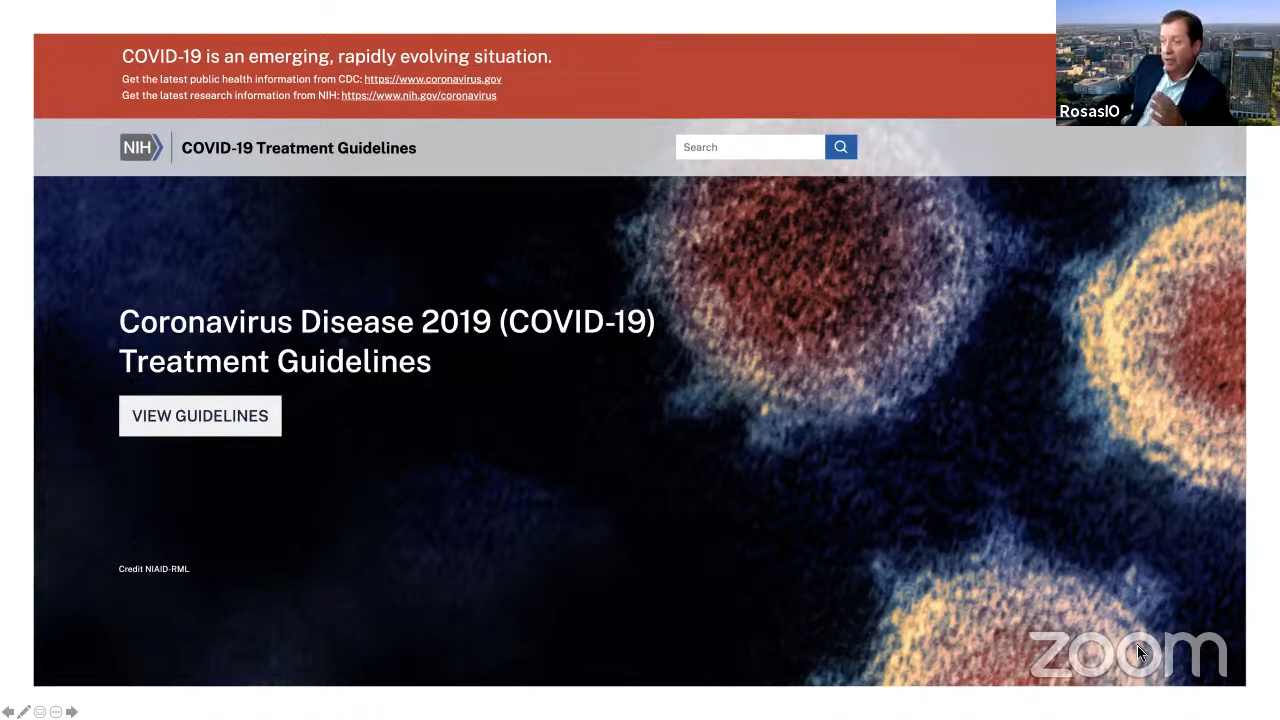 COVID-19 is an emerging, rapidly evolving situation.
Get the latest public health information from CDC: https://www.coronavirus.gov
Get the latest research information from NIH: https://www.nih.gov/coronavirus
RosasIO
NIH
COVID-19 Treatment Guidelines
Search
Coronavirus Disease 2019 (COVID-19)
Treatment Guidelines
VIEW GUIDELINES
Credit NIAID-RML
zoom